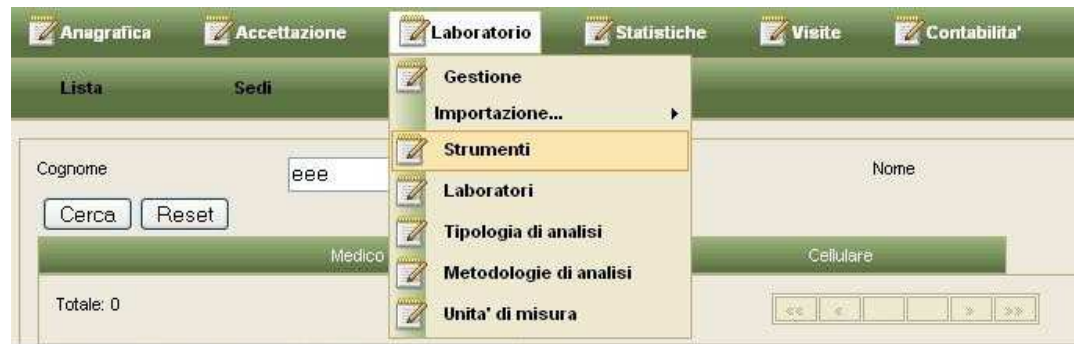 Anagrafica Accettazione Laboratorio Statistiche Visite Contabilita'
Lista Sedi
Gestione
Importazione...
Strumenti
Laboratori
Tipologia di analisi
Metodologie di analisi
Unita' di misura
Cognome eee Nome
Cerca Reset
Medico Cellulare
Totale: 0 << < > >>